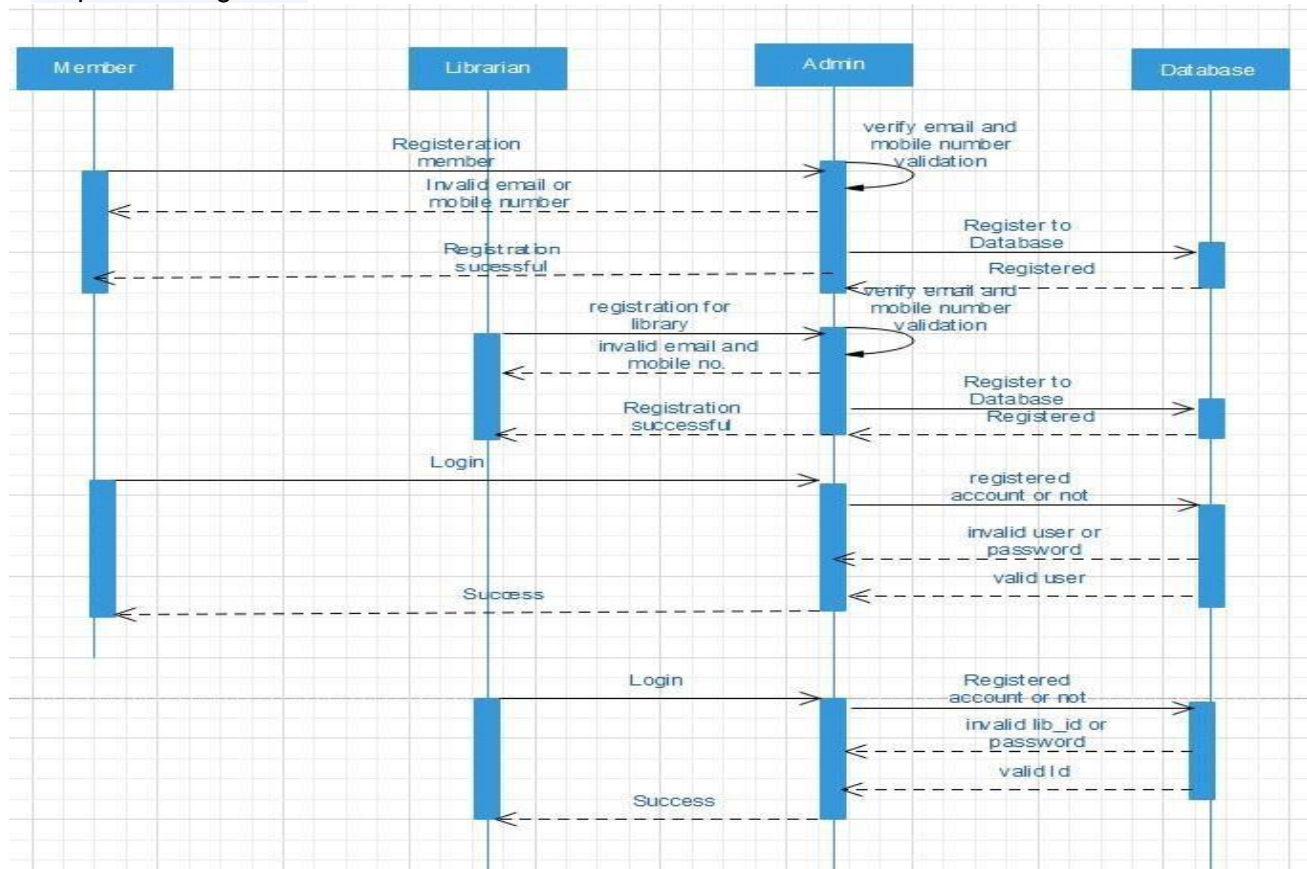 Member
Librarian
Admin
Database
verify email and
mobile number
validation
Registeration
member
Invalid email or
mobile number
Register to
Database
Registration
sucessful
Registered
verify email and
mobile number
validation
registration for
library
invalid email and
mobile no.
Register to
Database
Registered
Registration
successful
Login
registered
account or not
invalid user or
password
valid user
Success
Login
Registered
account or not
invalid lib_id or
password
valid Id
Success